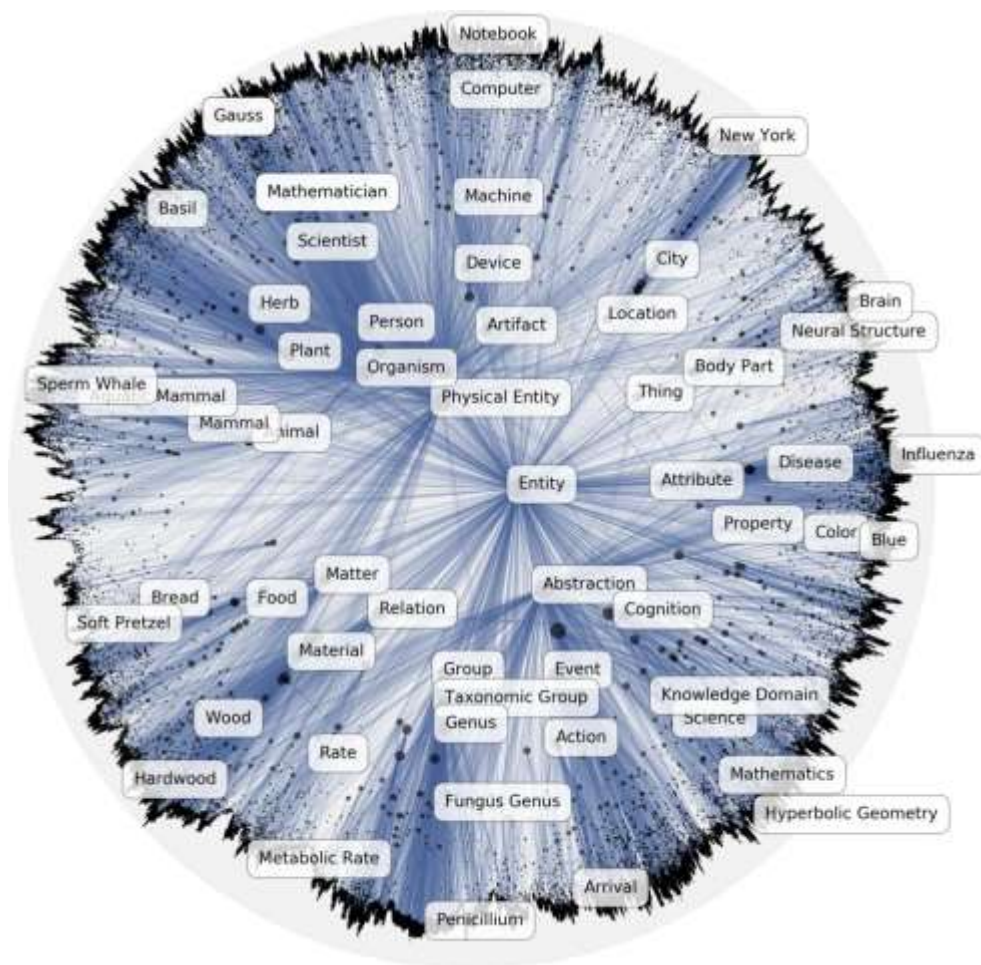 Notebook
Computer
Gauss
New York
Mathematician
Machine
Basil
Scientist
Device
City
Herb
Person
Artifact
Location
Brain
Neural Structure
Plant
Organism
Body Part
Sperm Whale
Mammal
Physical Entity
Thing
Mammal
Animal
Entity
Attribute
Disease
Influenza
Property
Color
Blue
Matter
Abstraction
Bread
Food
Relation
Cognition
Soft Pretzel
Material
Group
Event
Taxonomic Group
Knowledge Domain
Wood
Genus
Science
Rate
Action
Hardwood
Mathematics
Fungus Genus
Hyperbolic Geometry
Metabolic Rate
Arrival
Penicillium